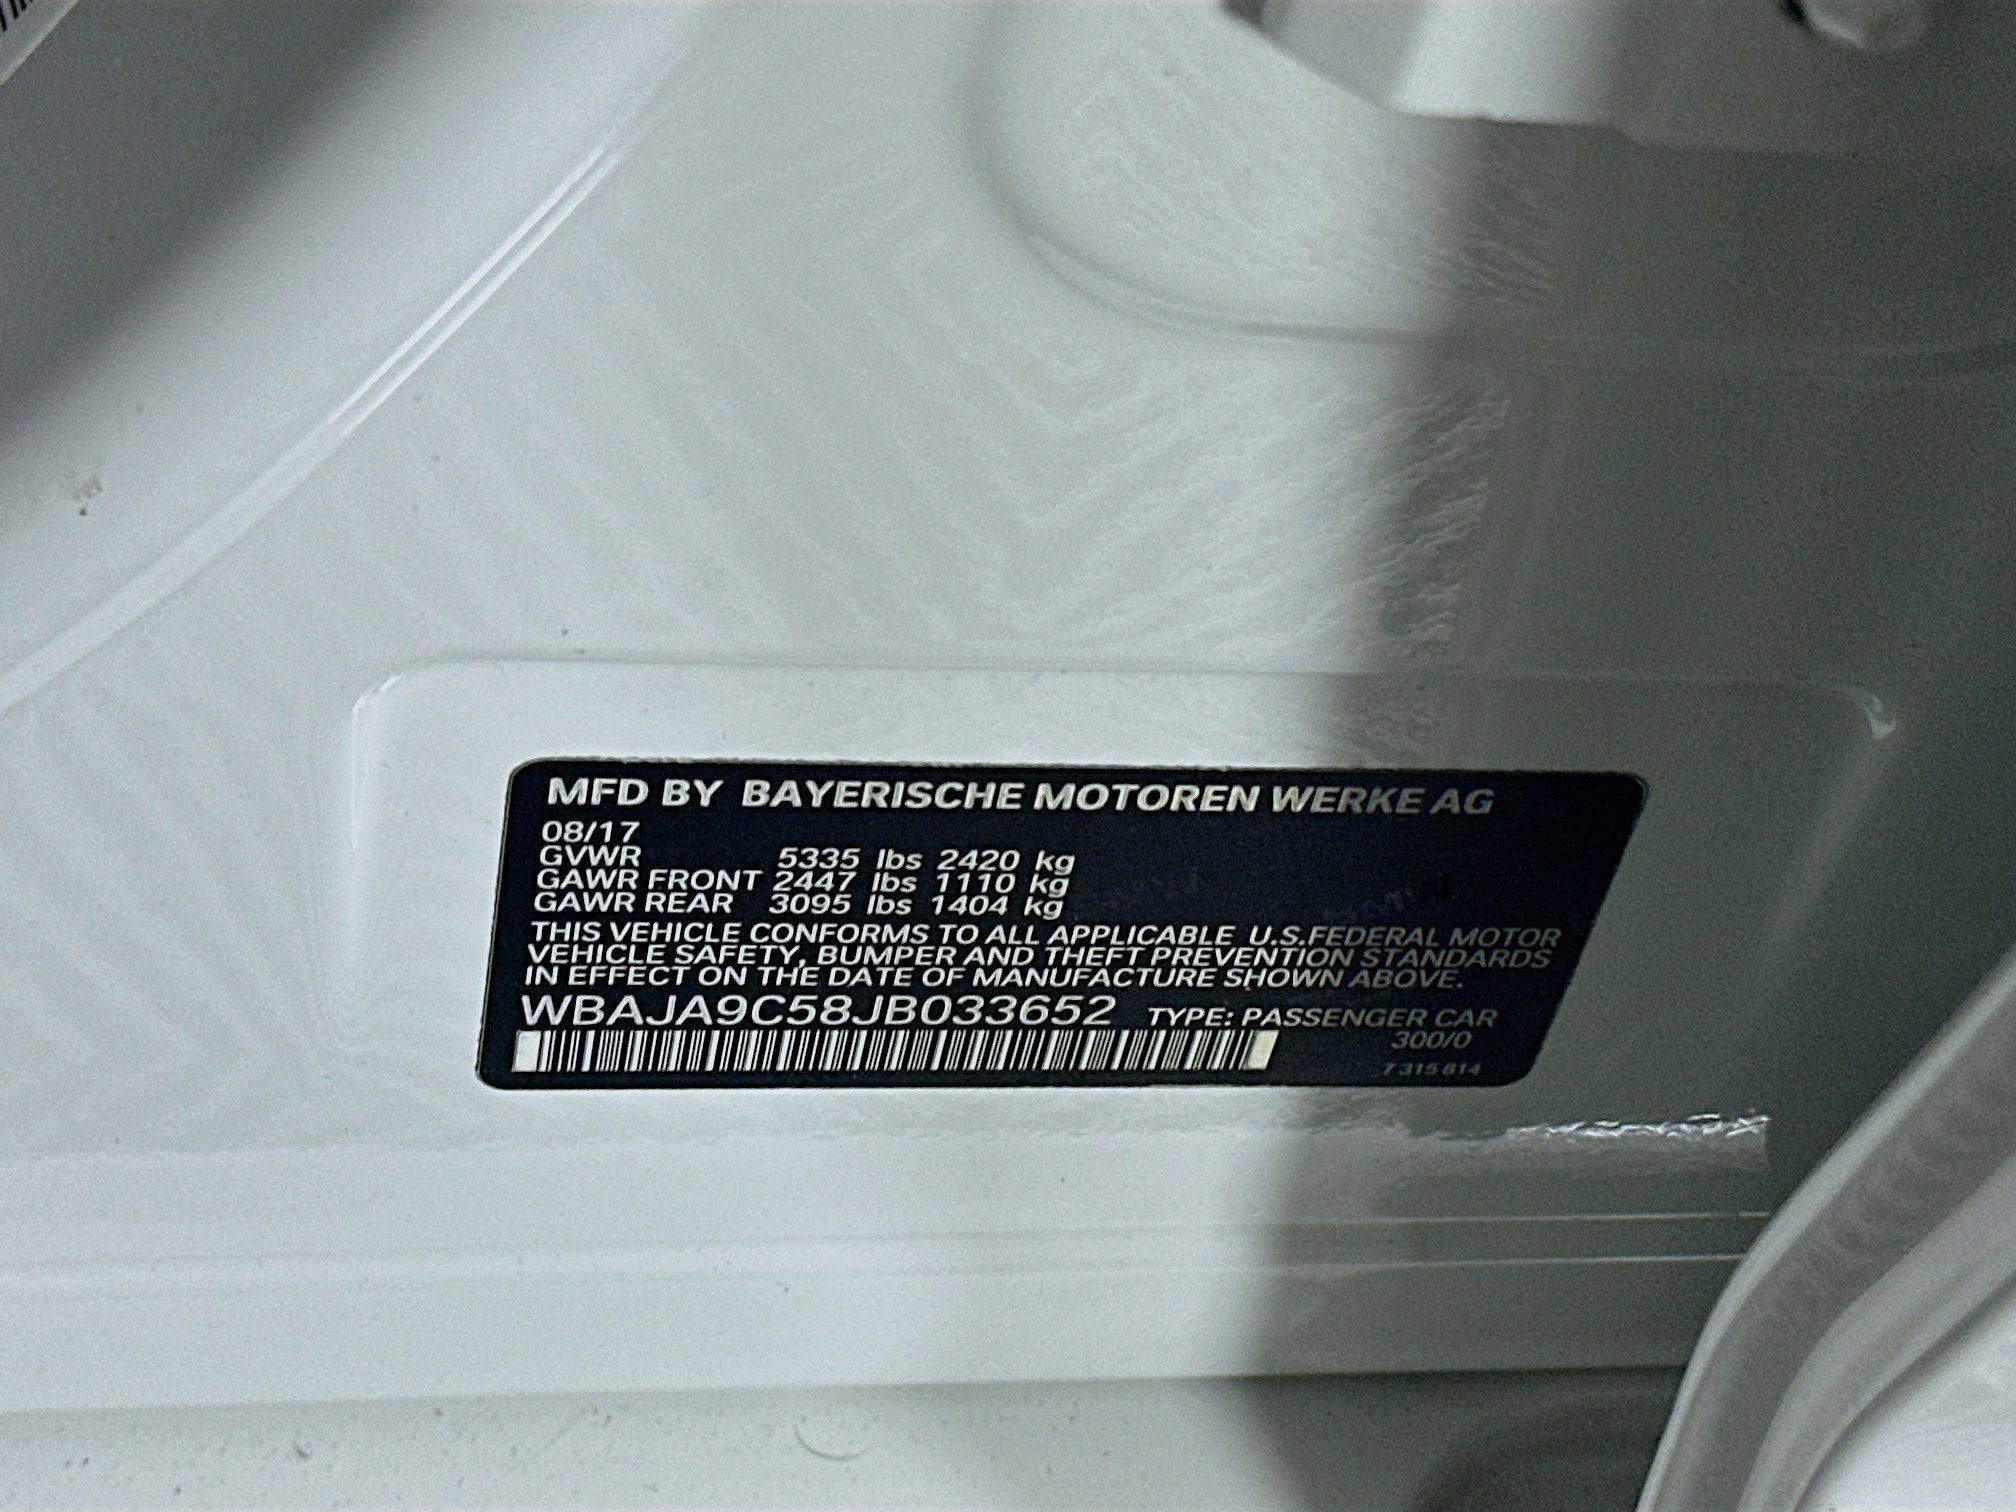 MFD BY BAYERISCHE MOTOREN WERKE AG
08/17
GVWR 5335 lbs 2420 kg
GAWR FRONT 2447 lbs 1110 kg
GAWR REAR 3095 lbs 1404 kg
THIS VEHICLE CONFORMS TO ALL APPLICABLE U.S.FEDERAL MOTOR
VEHICLE SAFETY, BUMPER AND THEFT PREVENTION STANDARDS
IN EFFECT ON THE DATE OF MANUFACTURE SHOWN ABOVE.
WBAJA9C58JB033652 TYPE: PASSENGER CAR
300/0
7 315 814